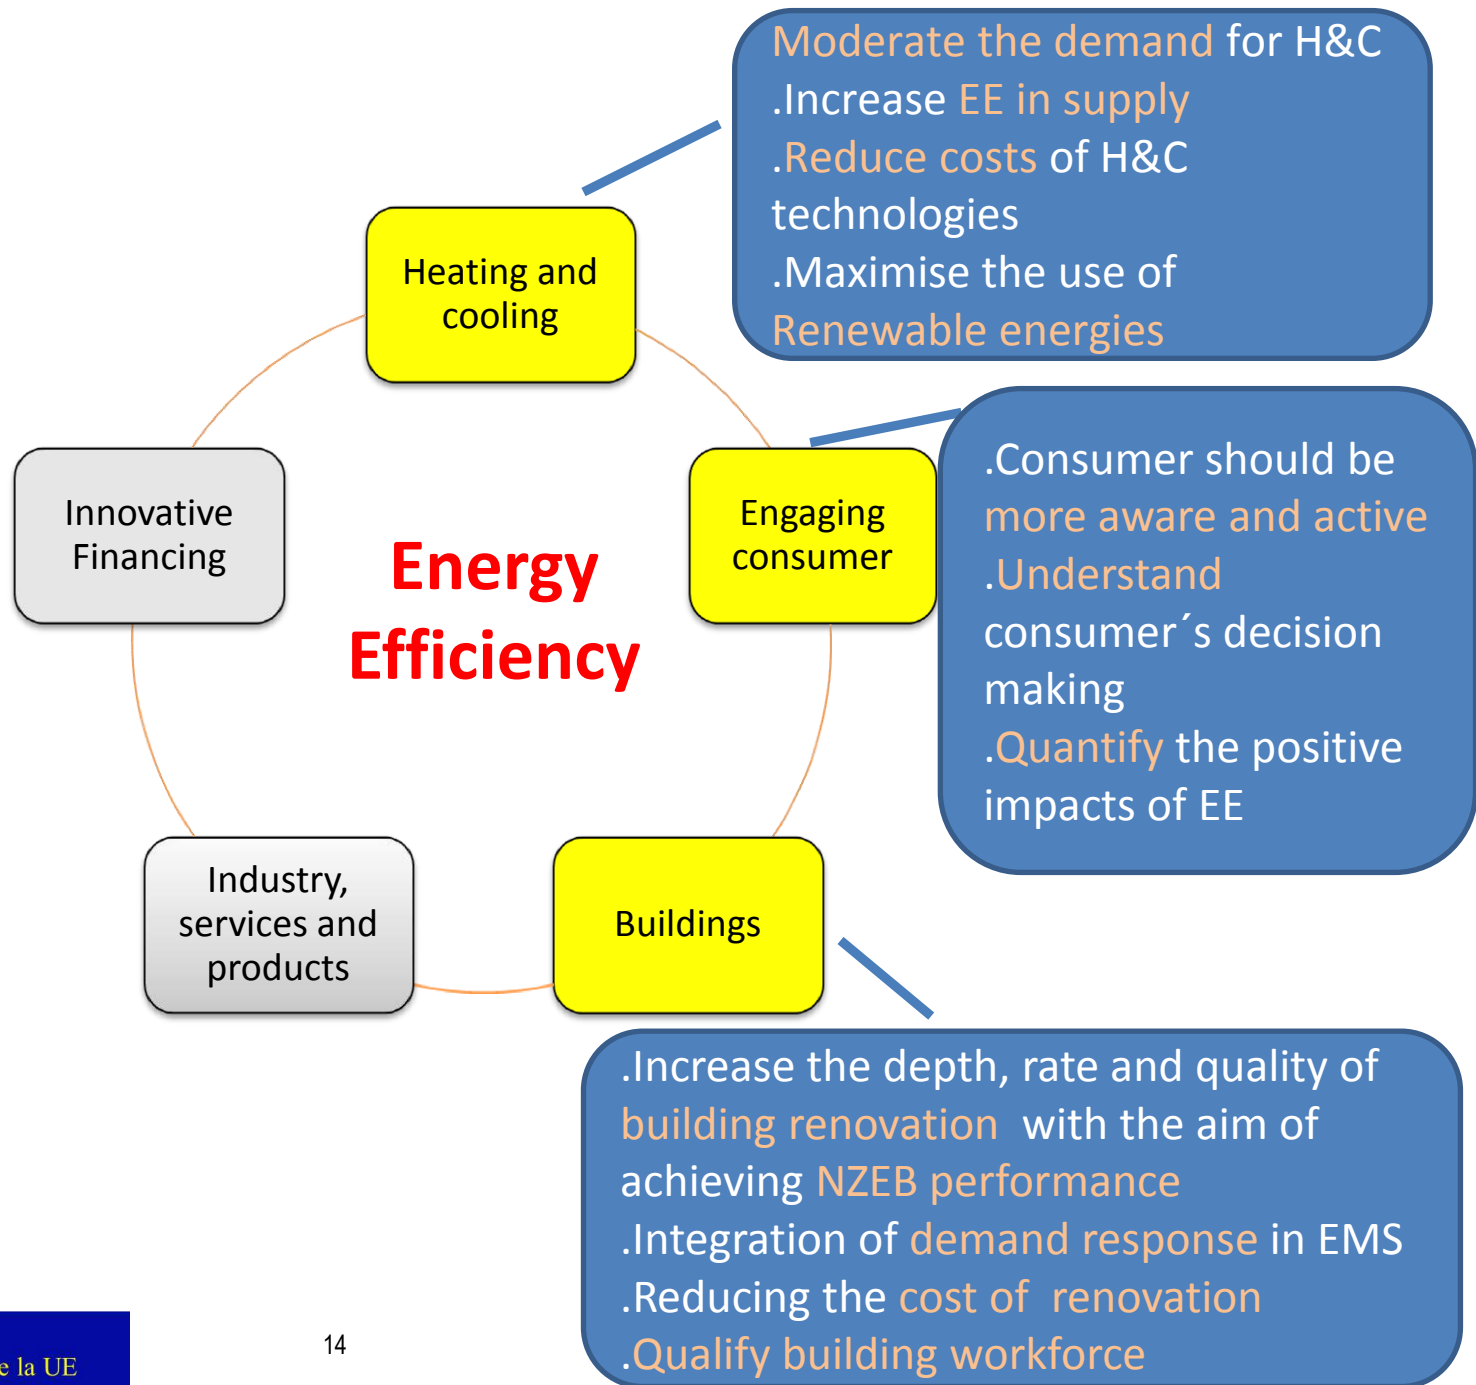 Moderate the demand for H&C
.Increase EE in supply
.Reduce costs of H&C
technologies
.Maximise the use of
Renewable energies
Heating and
cooling
.Consumer should be
more aware and active
.Understand
consumer´s decision
making
.Quantify the positive
impacts of EE
Engaging
consumer
Innovative
Financing
Energy
Efficiency
Industry,
services and
products
Buildings
.Increase the depth, rate and quality of
building renovation  with the aim of
achieving NZEB performance
.Integration of demand response in EMS
.Reducing the cost of  renovation
.Qualify building workforce
14
la UE